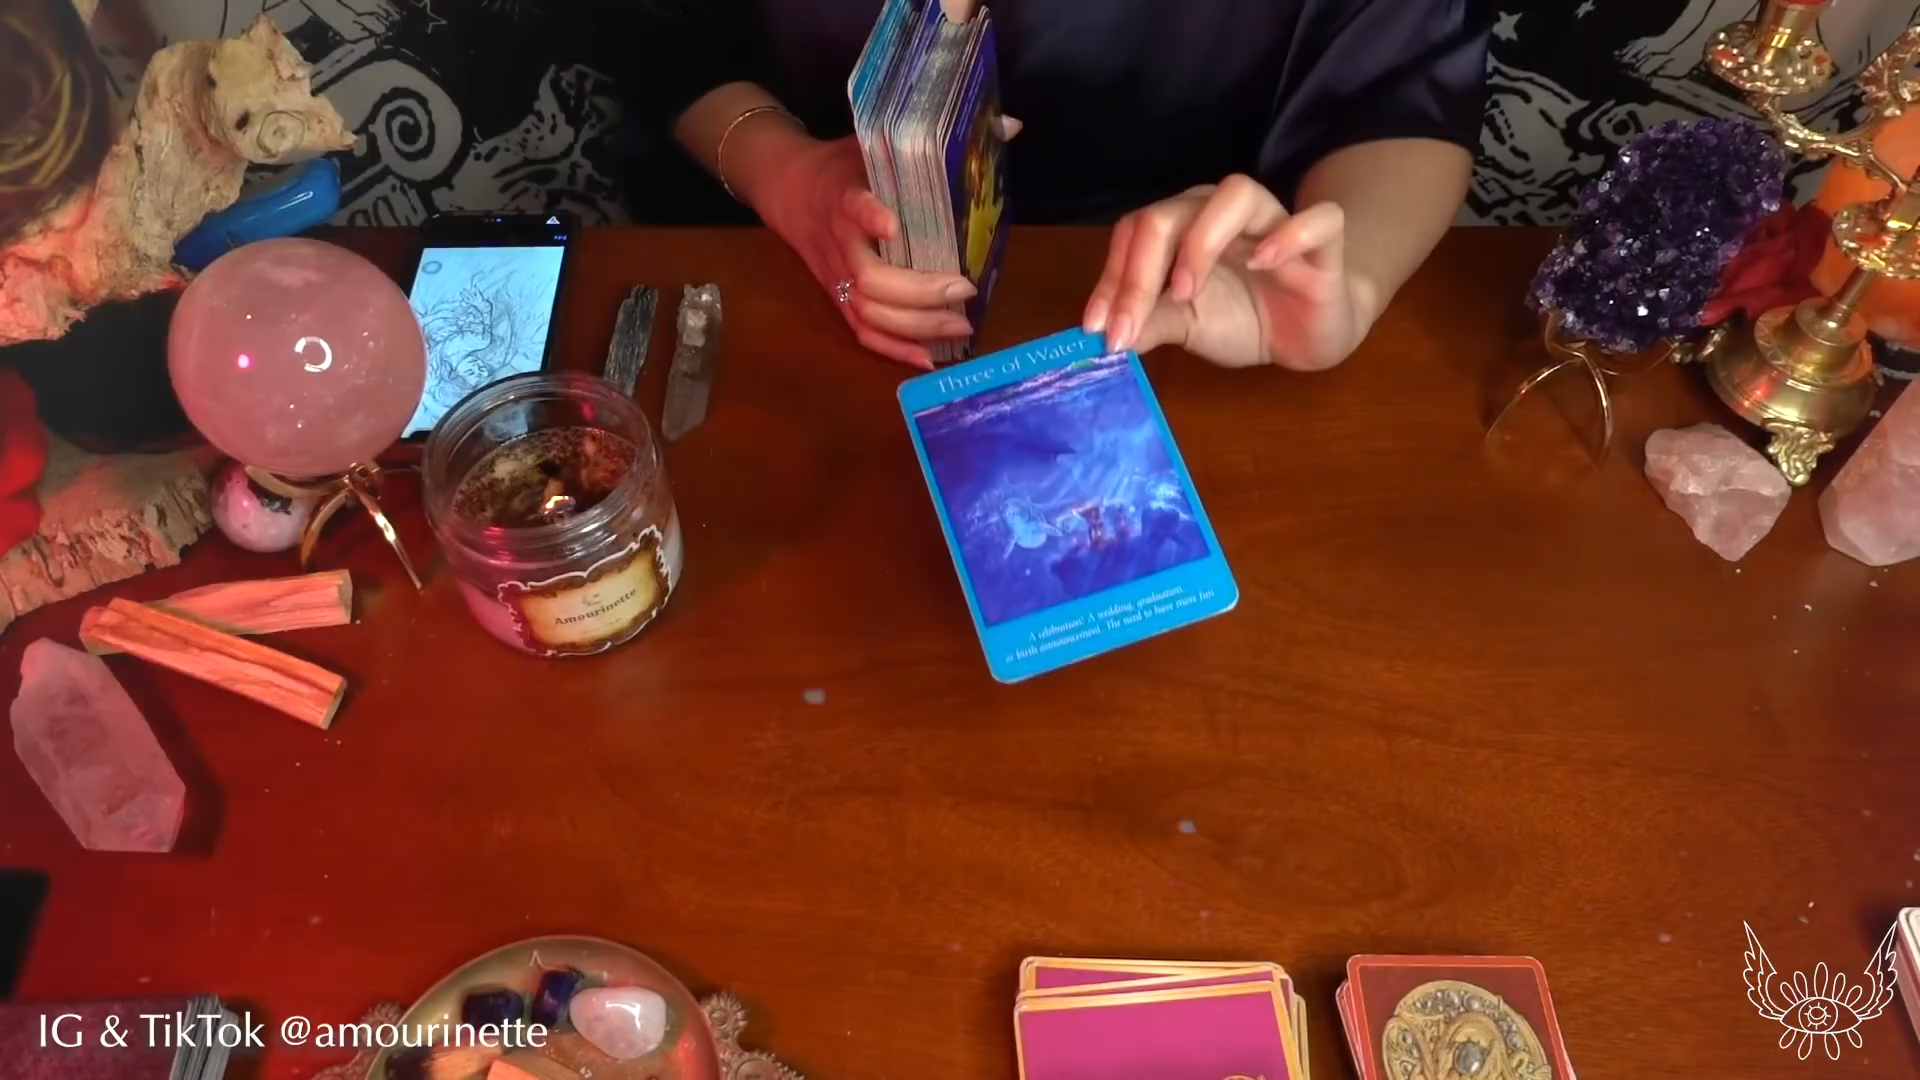 Three of Water
A celebration! A wedding, graduation,
or birth announcement. The need to have more fun
Amourinette
IG & TikTok @amourinette